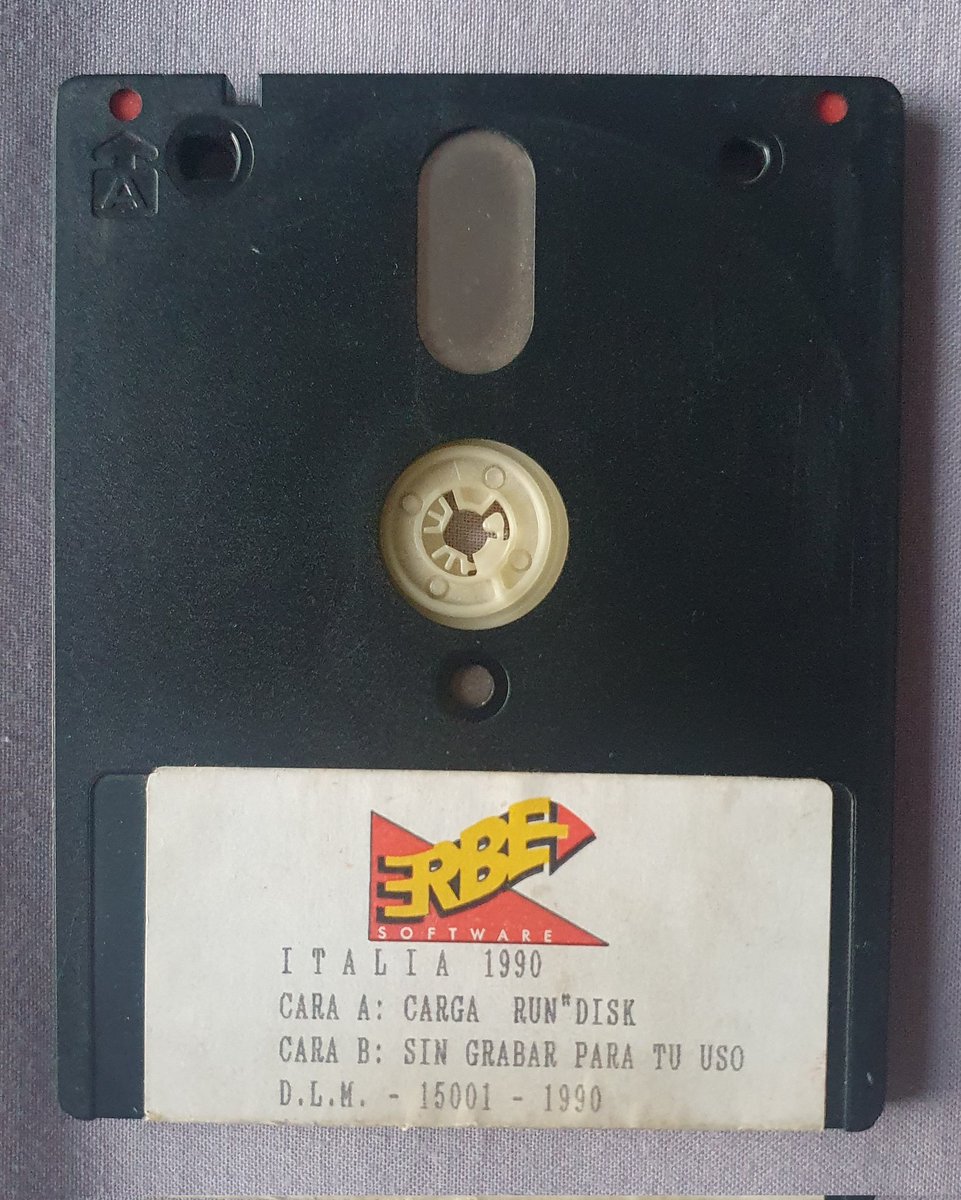 A
ERBE
SOFTWARE
ITALIA 1990
CARA A: CARGA RUN"DISK
CARA B: SIN GRABAR PARA TU USO
D.L.M. - 15001 - 1990